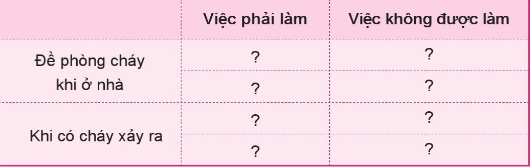 Việc phải làm Việc không được làm
Đề phòng cháy
khi ở nhà
? ?
? ?
Khi có cháy xảy ra
? ?
? ?